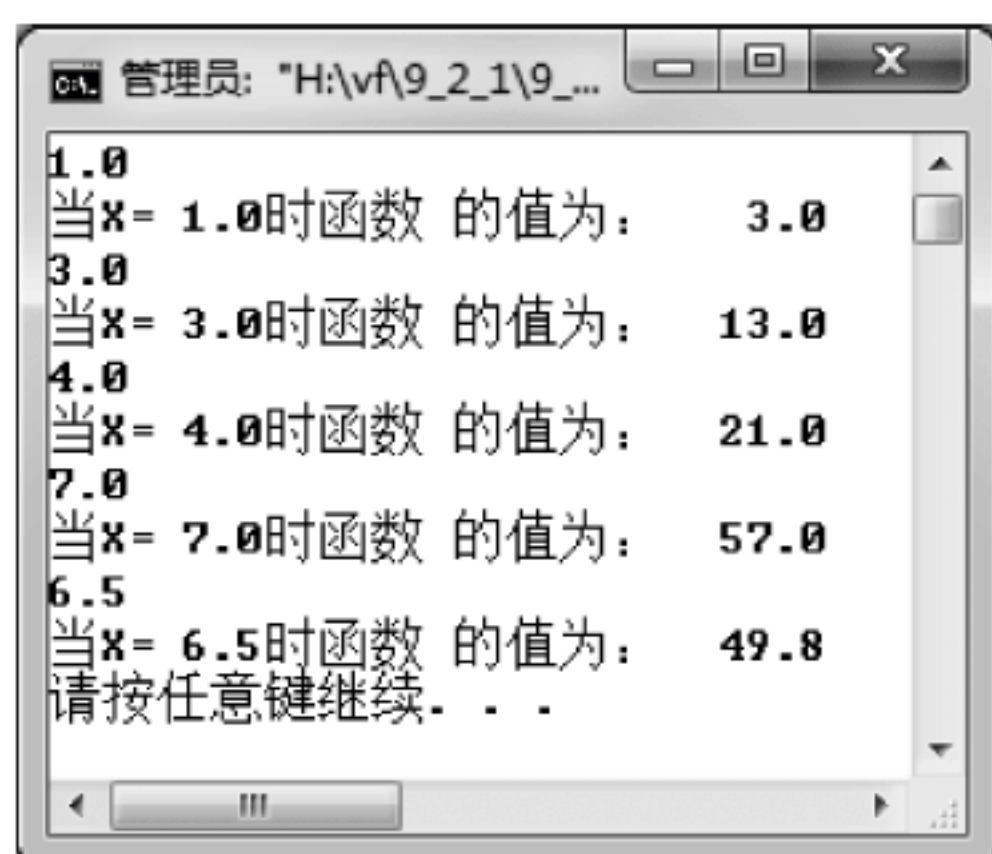 管理员: "H:\vf\9_2_1\9_...
1.0
当X= 1.0时函数 的值为： 3.0
3.0
当X= 3.0时函数 的值为： 13.0
4.0
当X= 4.0时函数 的值为： 21.0
7.0
当X= 7.0时函数 的值为： 57.0
6.5
当X= 6.5时函数 的值为： 49.8
请按任意键继续. . .